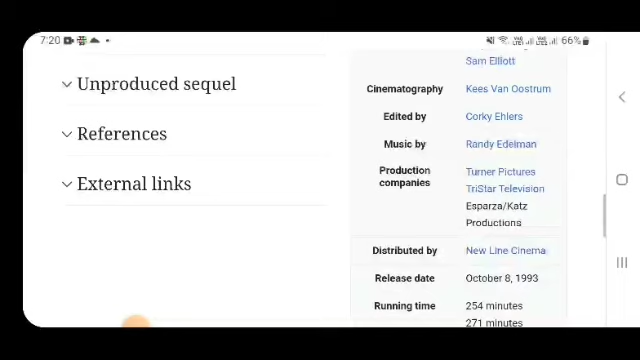 7:20
66%
Sam Elliott
Unproduced sequel
References
External links
Cinematography Kees Van Oostrum
Edited by Corky Ehlers
Music by Randy Edelman
Production companies
Turner Pictures
TriStar Television
Esparza/Katz
Productions
Distributed by New Line Cinema
Release date October 8, 1993
Running time 254 minutes
271 minutes